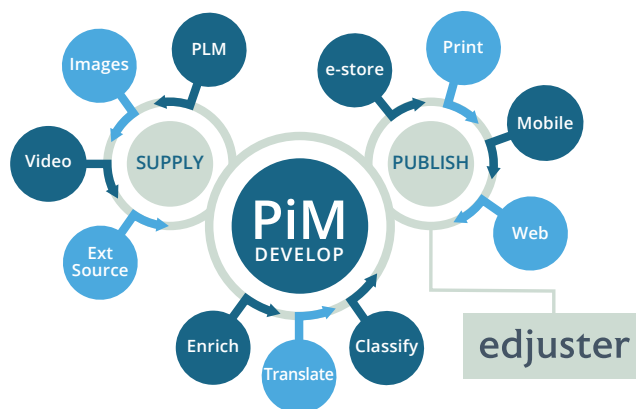 PLM
Images
Video
Ext
Source
SUPPLY
PiM
DEVELOP
Enrich
Translate
Classify
e-store
Print
Mobile
Web
PUBLISH
edjuster